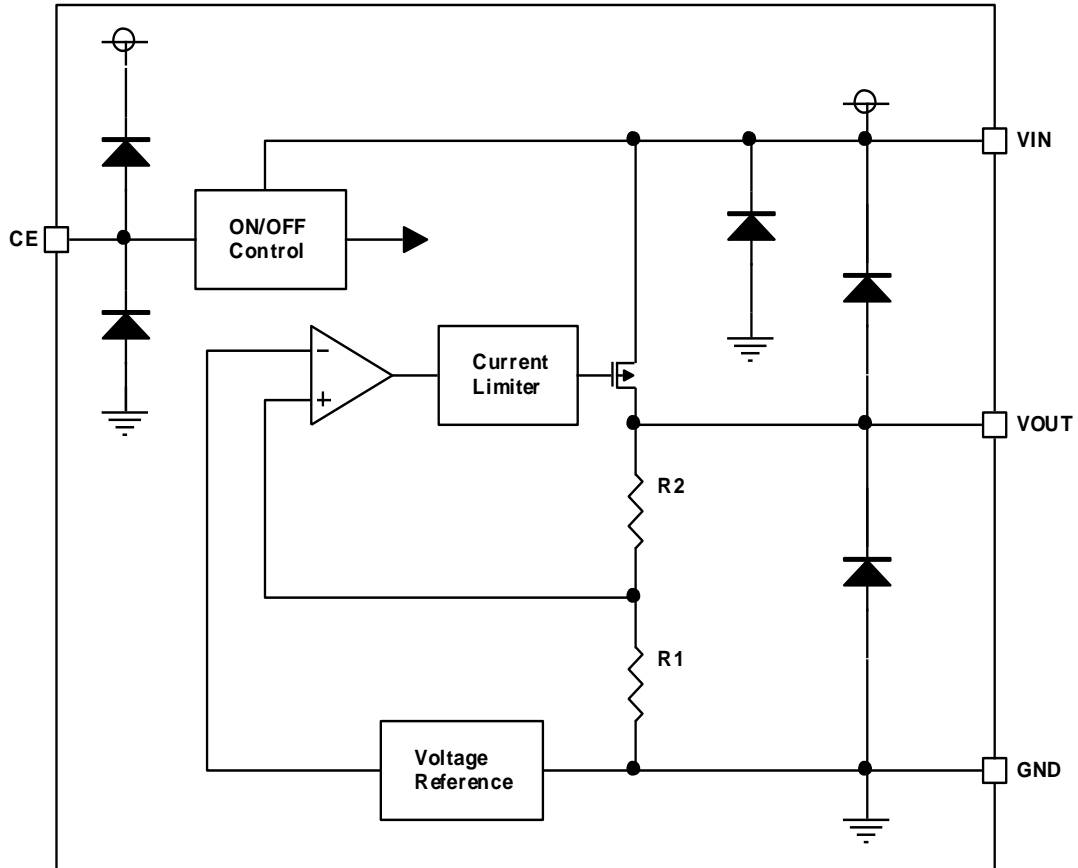 VIN
CE
ON/OFF
Control
−
+
Current
Limiter
VOUT
R2
R1
Voltage
Reference
GND